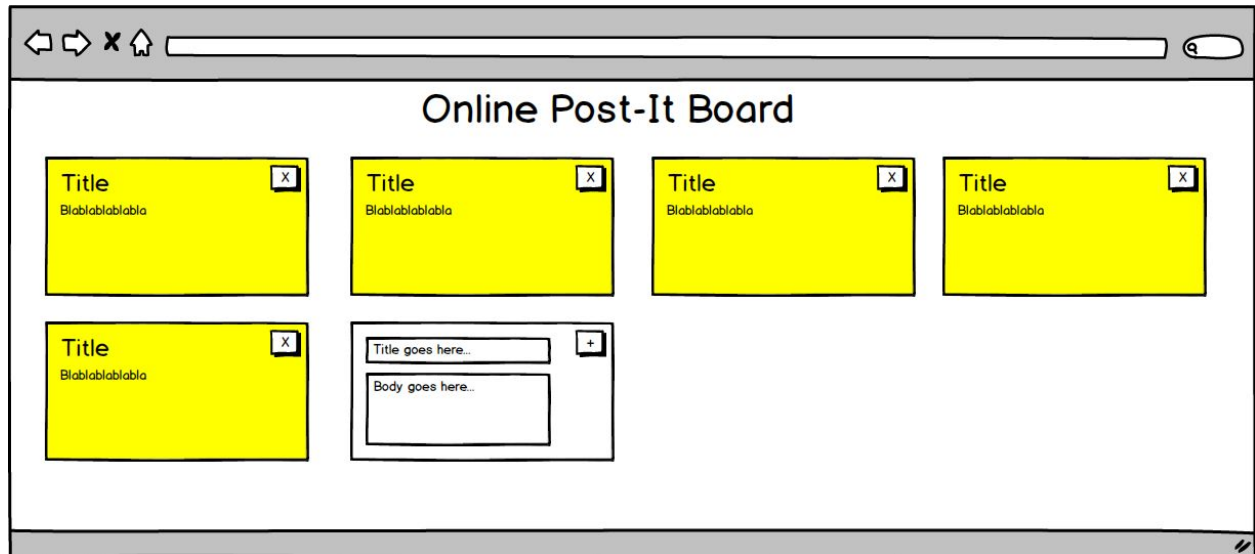 Online Post-It Board
Title
X
Blablablablabla
Title
X
Blablablablabla
Title
X
Blablablablabla
Title
X
Blablablablabla
Title
X
Blablablablabla
Title goes here...
+
Body goes here...